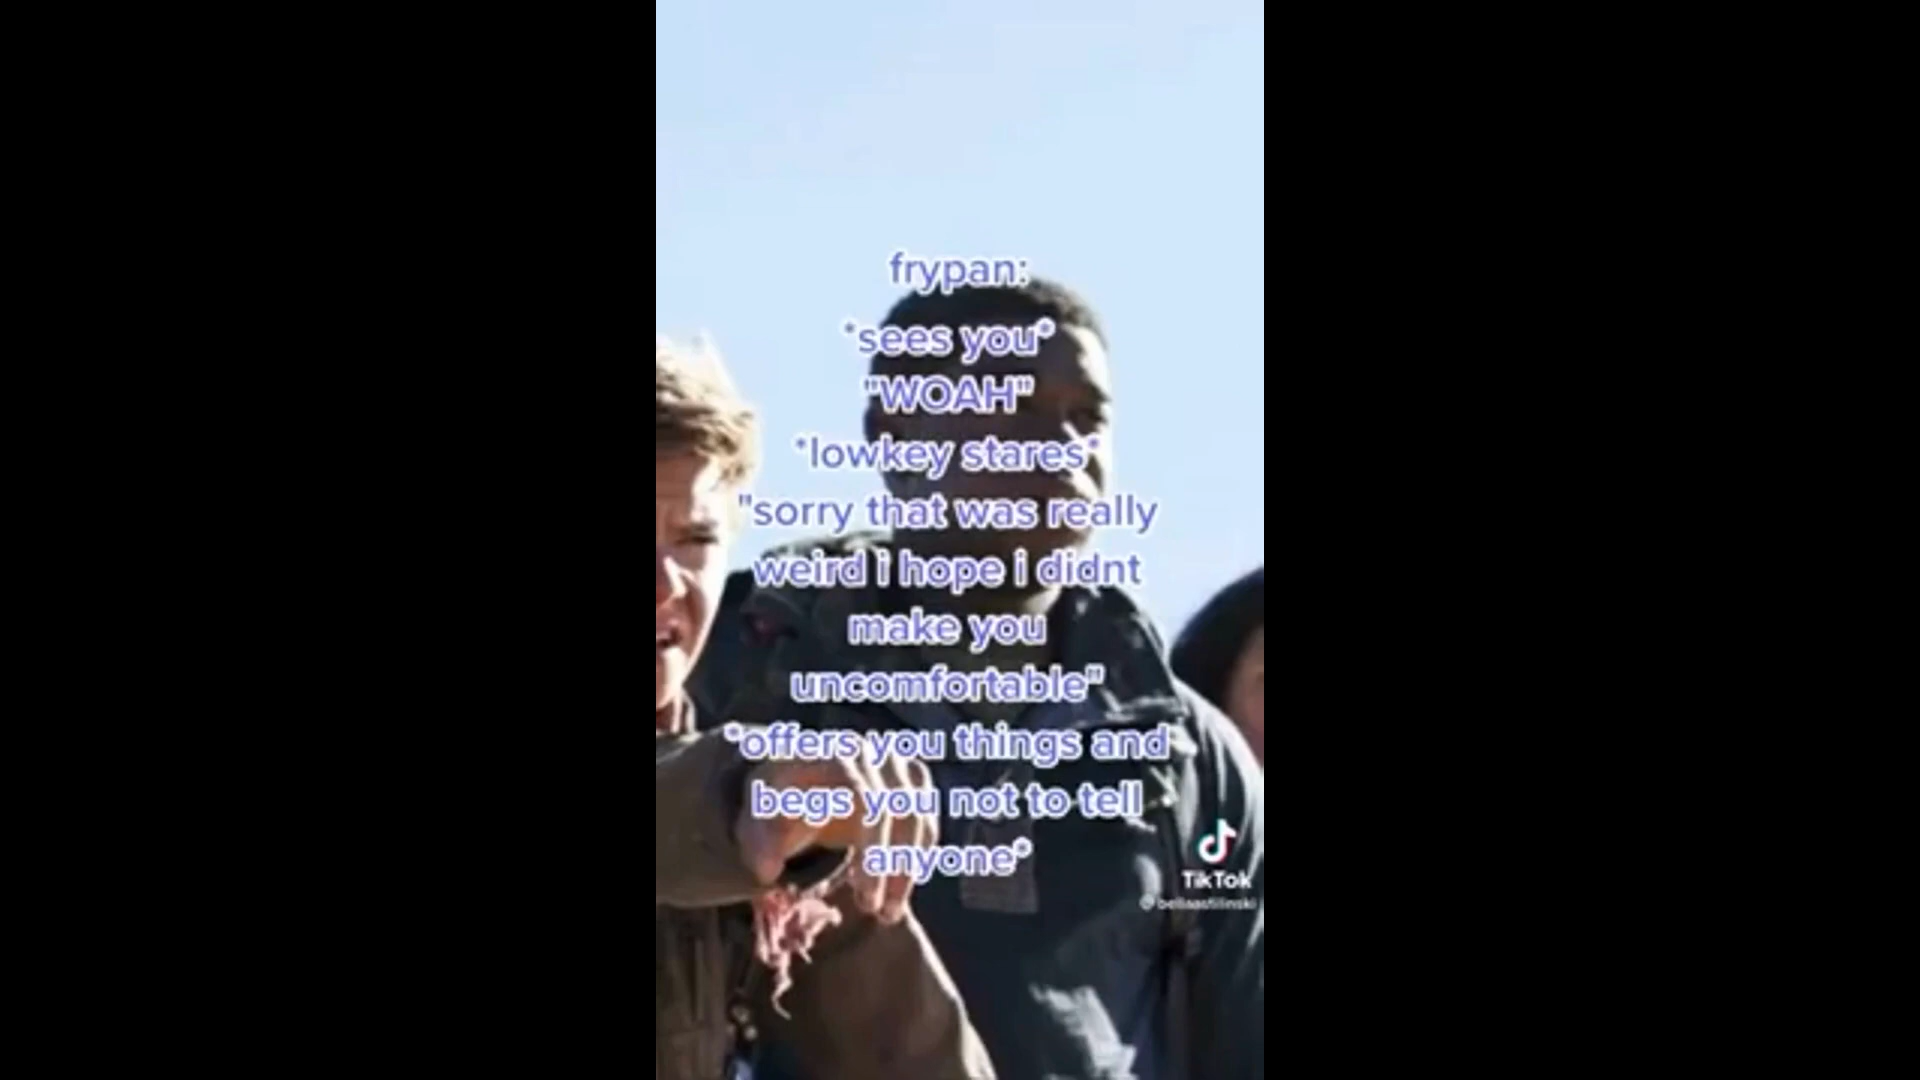 frypan:
*sees you*
"WOAH"
*lowkey stares*
"sorry that was really
weird i hope i didnt
make you
uncomfortable"
*offers you things and
begs you not to tell
anyone*
TikTok
@bellaastilinski